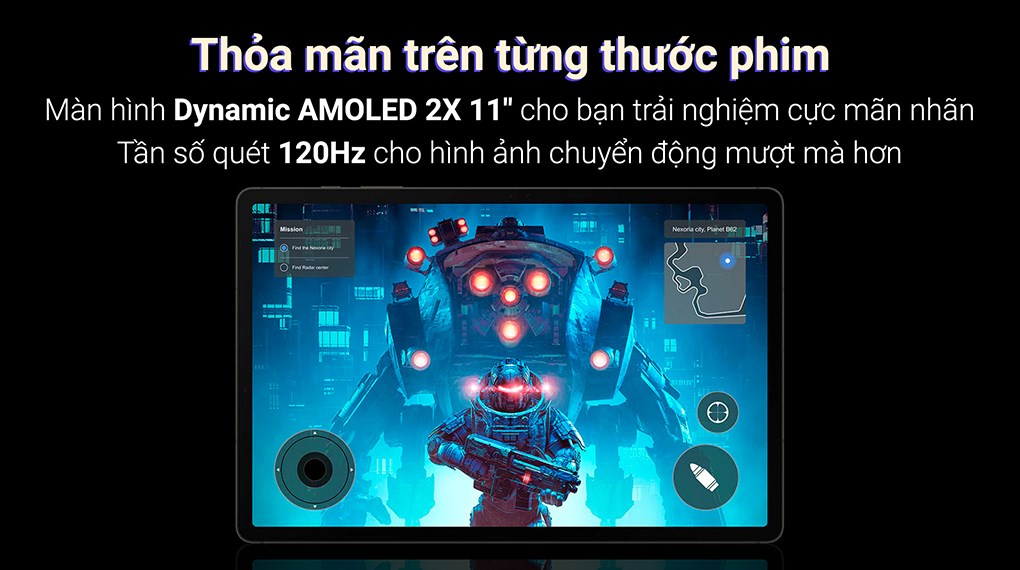 Thỏa mãn trên từng thước phim
Màn hình Dynamic AMOLED 2X 11" cho bạn trải nghiệm cực mãn nhãn
Tần số quét 120Hz cho hình ảnh chuyển động mượt mà hơn
Mission
Find the Nexoria city
Find Radar center
Nexoria city, Planet B62